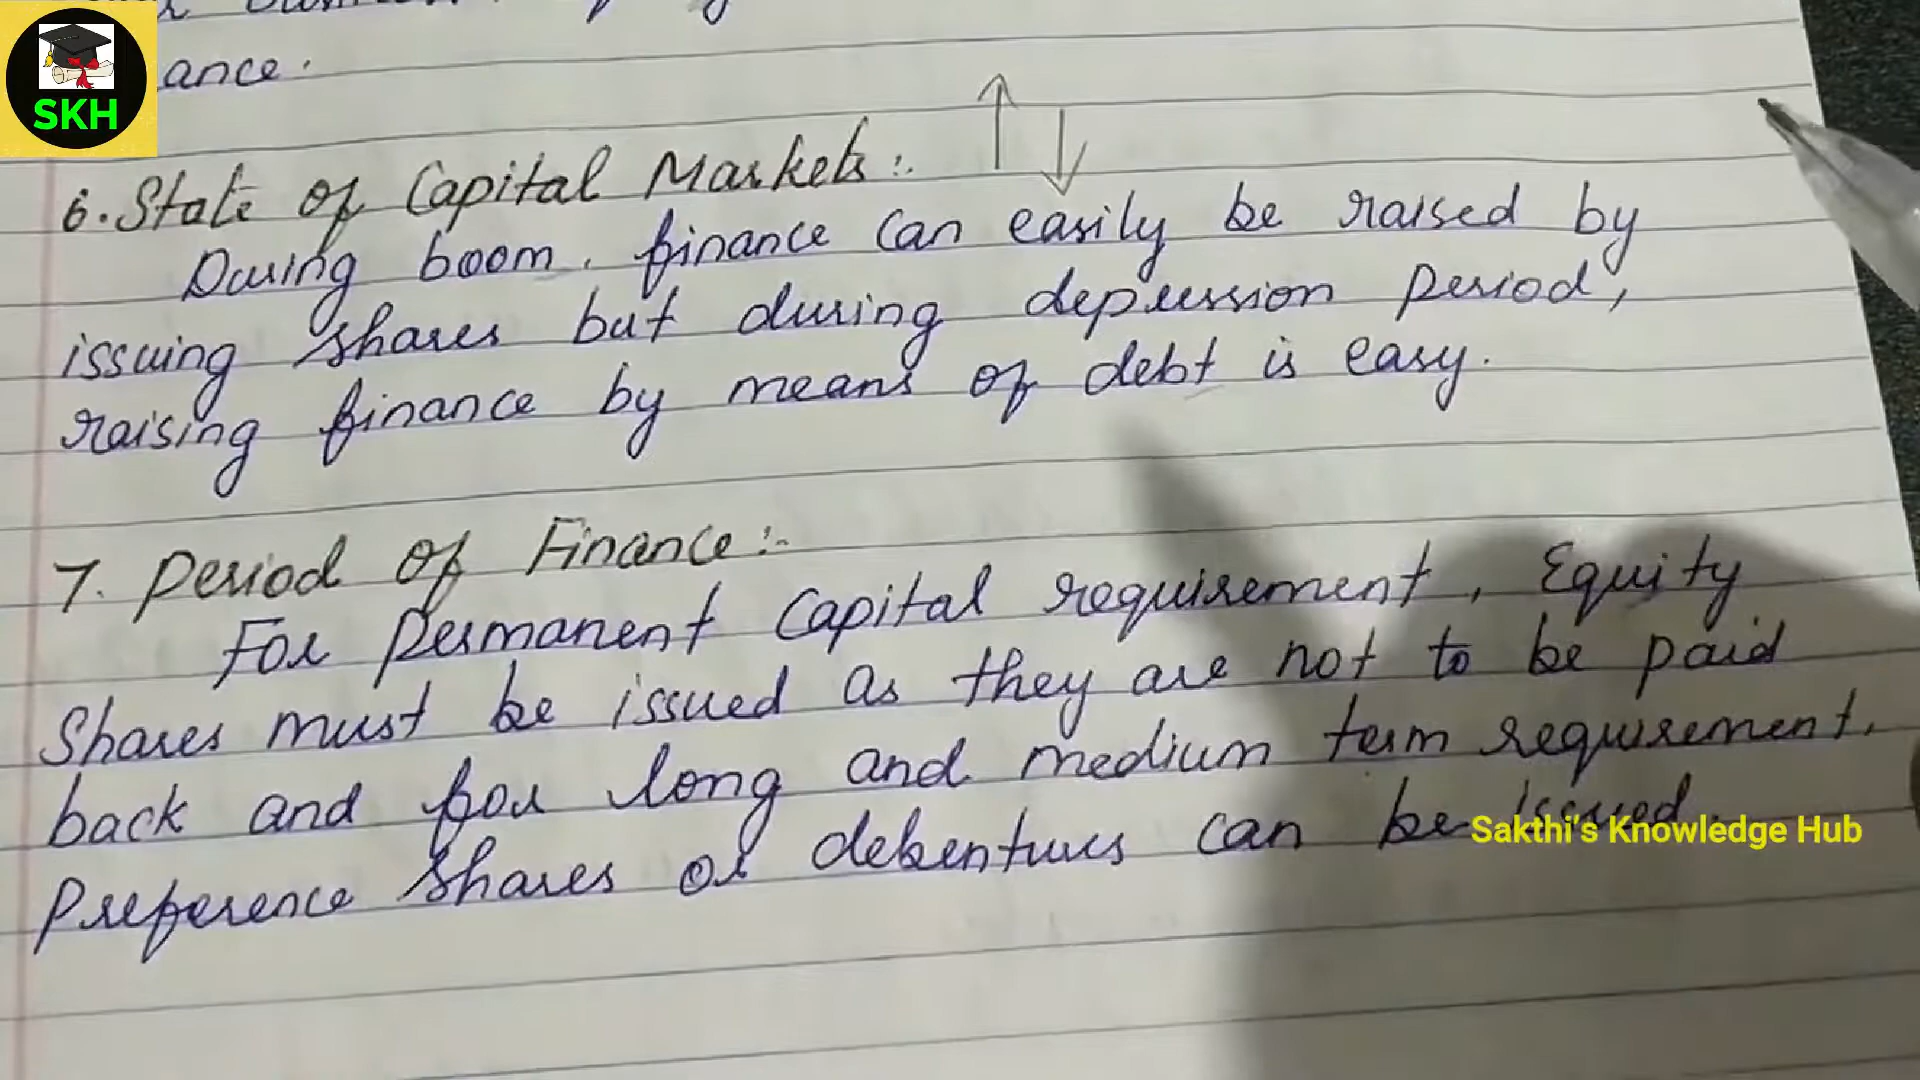 ance.
SKH
6. State of Capital Markets :-
During boom, finance can easily be raised by
issuing shares but during depression period,
raising finance by means of debt is easy.
7. Period of Finance :-
For Permanent Capital requirement, Equity
Shares must be issued as they are not to be paid
back and for long and medium term requirement,
Preference shares or debentures can be issued.
Sakthi's Knowledge Hub